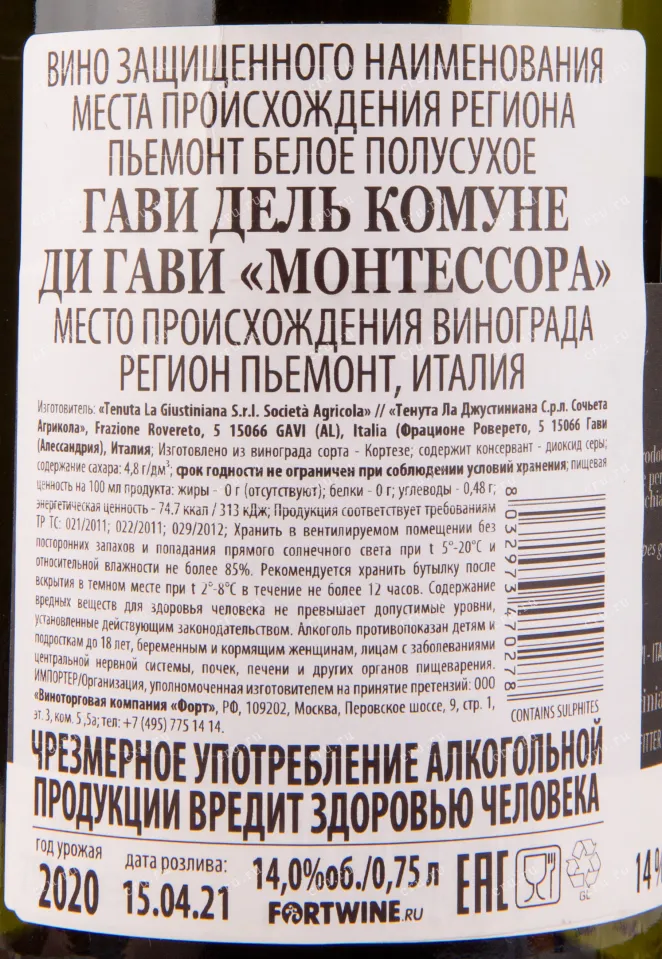 ВИНО ЗАЩИЩЕННОГО НАИМЕНОВАНИЯ
МЕСТА ПРОИСХОЖДЕНИЯ РЕГИОНА
ПЬЕМОНТ БЕЛОЕ ПОЛУСУХОЕ
ГАВИ ДЕЛЬ КОМУНЕ
ДИ ГАВИ «МОНТЕССОРА»
МЕСТО ПРОИСХОЖДЕНИЯ ВИНОГРАДА
РЕГИОН ПЬЕМОНТ, ИТАЛИЯ
Изготовитель: «Tenuta La Giustiniana S.r.l. Società Agricola» // «Тенута Ла Джустиниана С.р.л. Сочьета
Агрикола», Frazione Rovereto, 5 15066 GAVI (AL), Italia (Фрационе Роверето, 5 15066 Гави
(Алессандрия), Италия; Изготовлено из винограда сорта - Кортезе; содержит консервант - диоксид серы;
содержание сахара: 4,8 г/дм³; срок годности не ограничен при соблюдении условий хранения; пищевая
ценность на 100 мл продукта: жиры - 0 г (отсутствуют); белки - 0 г; углеводы - 0,48 г;
энергетическая ценность - 74.7 ккал / 313 кДж; Продукция соответствует требованиям
ТР ТС: 021/2011; 022/2011; 029/2012; Хранить в вентилируемом помещении без
посторонних запахов и попадания прямого солнечного света при t 5°-20°С и
относительной влажности не более 85%. Рекомендуется хранить бутылку после
вскрытия в темном месте при t 2°-8°С в течение не более 12 часов. Содержание
вредных веществ для здоровья человека не превышает допустимые уровни,
установленные действующим законодательством. Алкоголь противопоказан детям и
подросткам до 18 лет, беременным и кормящим женщинам, лицам с заболеваниями
центральной нервной системы, почек, печени и других органов пищеварения.
ИМПОРТЕР/Организация, уполномоченная изготовителем на принятие претензий: ООО
«Виноторговая компания «Форт», РФ, 109202, Москва, Перовское шоссе, 9, стр. 1,
эт. 3, ком. 5 ,5а; тел: +7 (495) 775 14 14.
8032973470278
CONTAINS SULPHITES
ЧРЕЗМЕРНОЕ УПОТРЕБЛЕНИЕ АЛКОГОЛЬНОЙ
ПРОДУКЦИИ ВРЕДИТ ЗДОРОВЬЮ ЧЕЛОВЕКА
год урожая
2020
дата розлива:
15.04.21
14,0%об./0,75 л
FORTWINE.RU
EAC
GL
14%